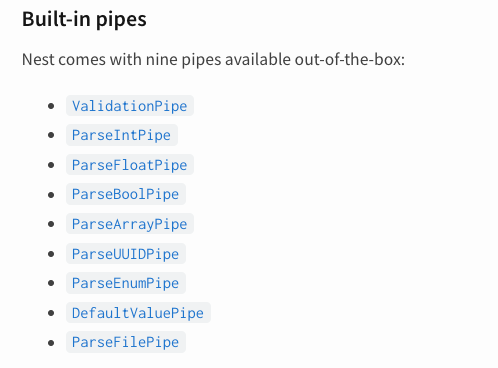 Built-in pipes
Nest comes with nine pipes available out-of-the-box:
ValidationPipe
ParseIntPipe
ParseFloatPipe
ParseBoolPipe
ParseArrayPipe
ParseUUIDPipe
ParseEnumPipe
DefaultValuePipe
ParseFilePipe